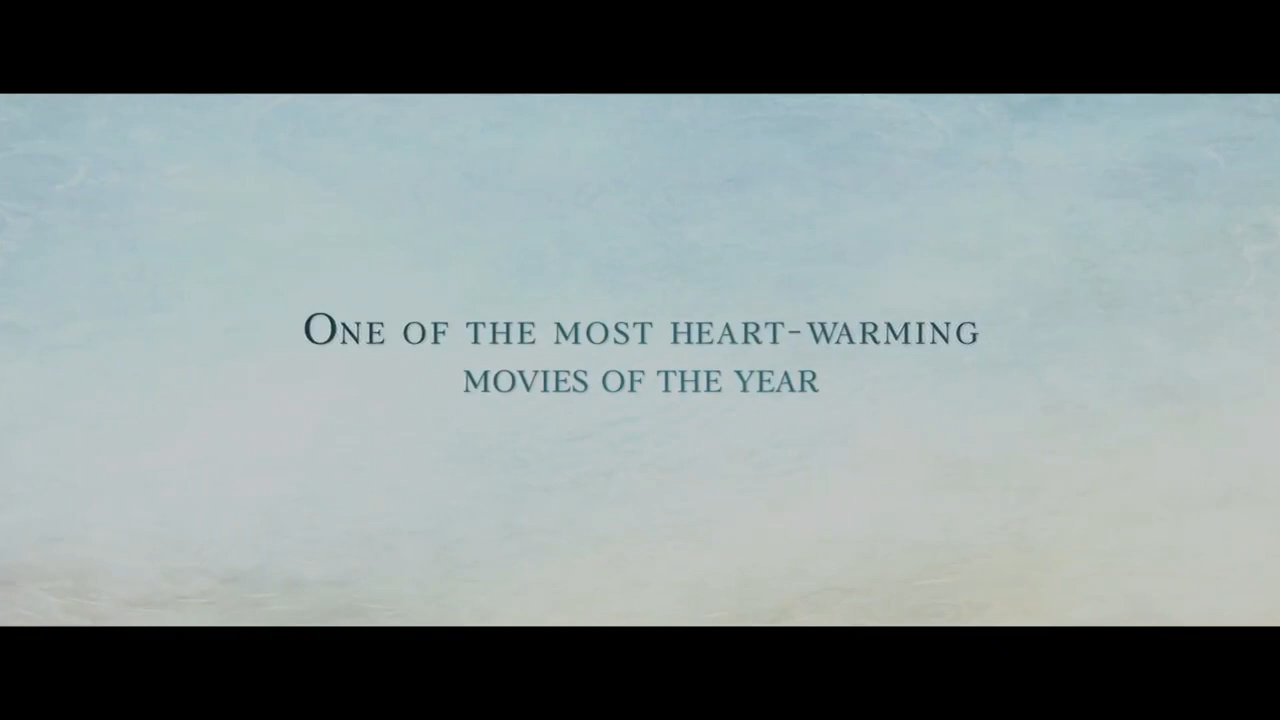 One of the most heart-warming
movies of the year